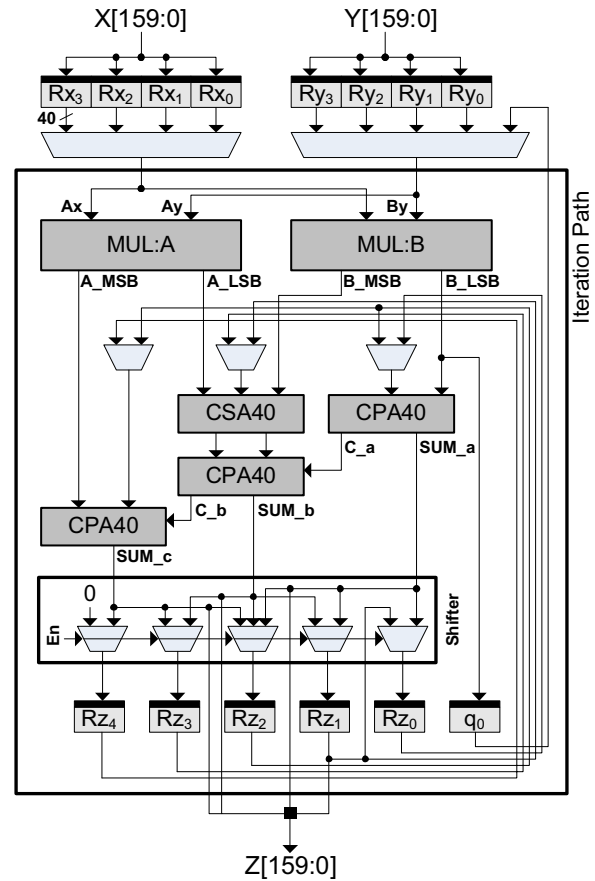 X[159:0] Y[159:0]
Rx₃ Rx₂ Rx₁ Rx₀ Ry₃ Ry₂ Ry₁ Ry₀
40
Iteration Path
Ax Ay By
MUL:A MUL:B
A_MSB A_LSB B_MSB B_LSB
CSA40 CPA40
C_a SUM_a
CPA40
C_b SUM_b
CPA40
SUM_c
0
En
Shifter
Rz₄ Rz₃ Rz₂ Rz₁ Rz₀ q₀
Z[159:0]